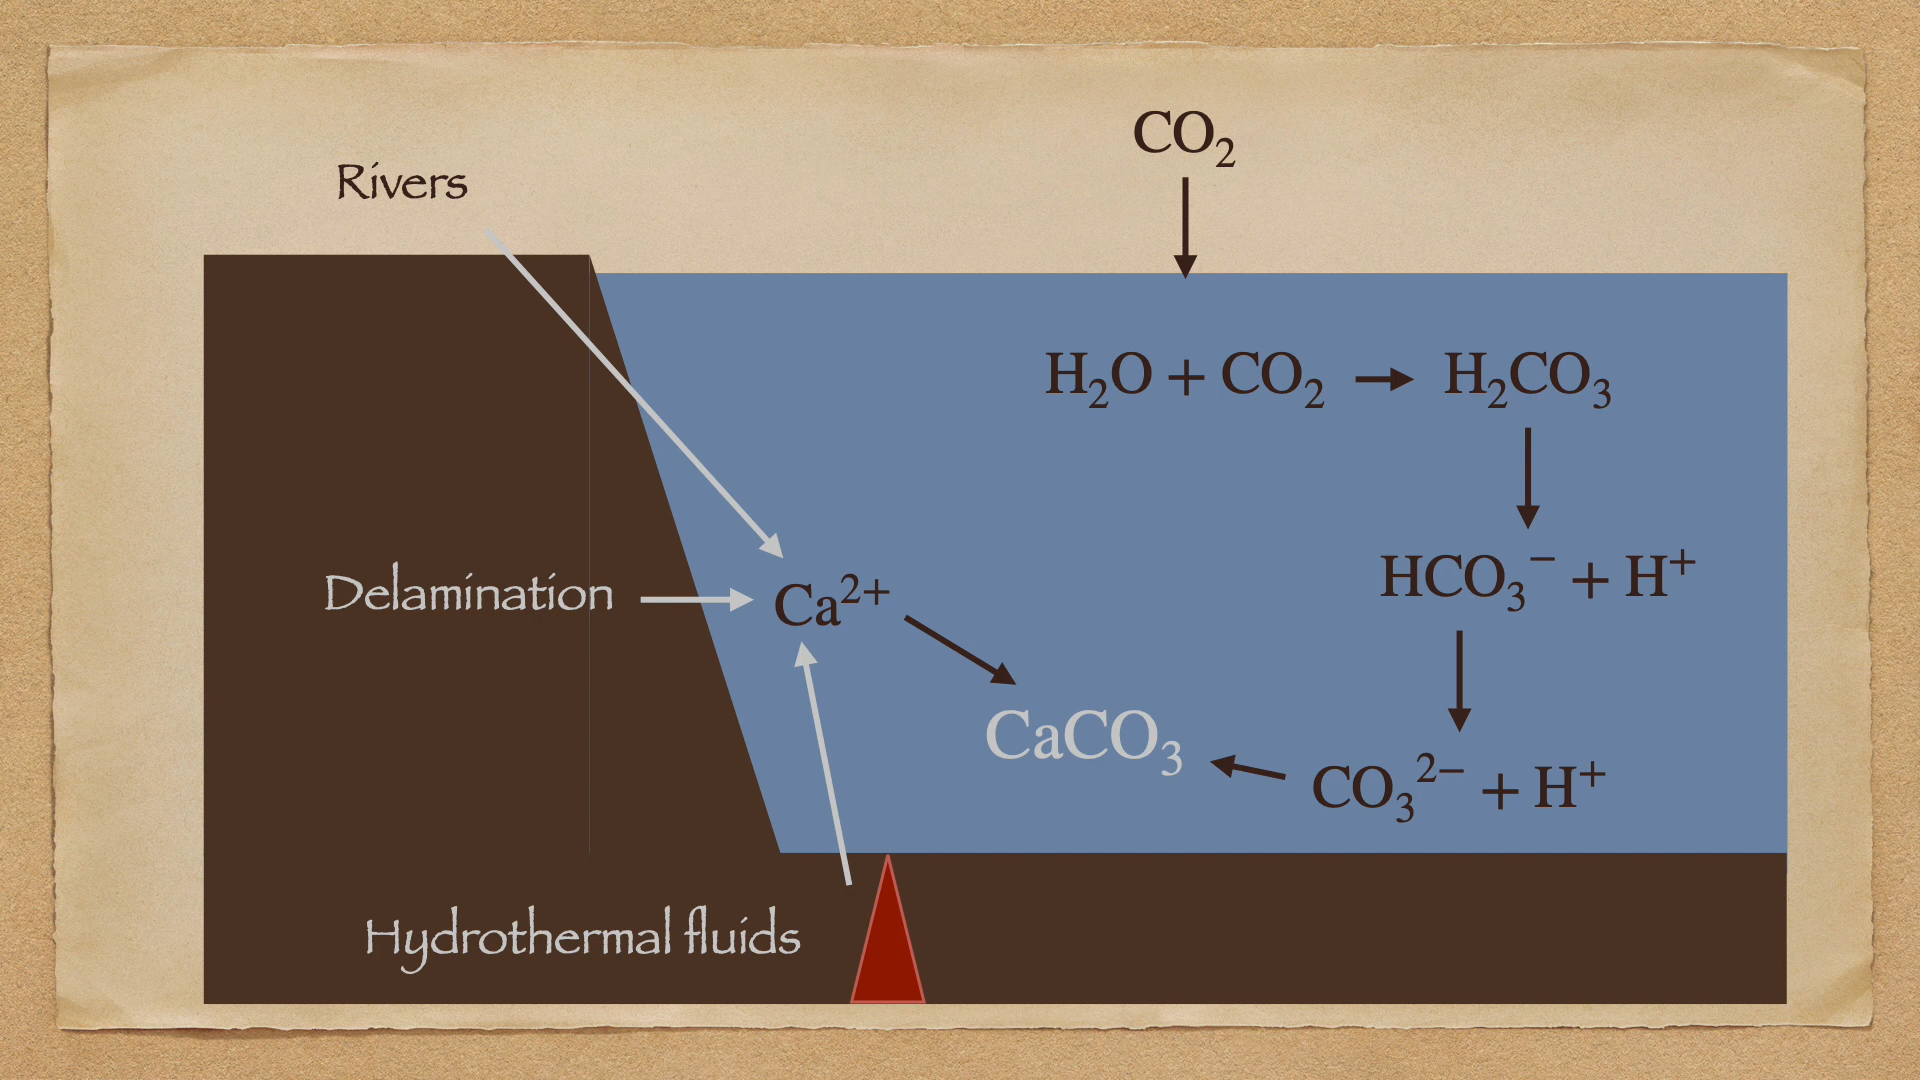 CO₂
Rivers
H₂O + CO₂ → H₂CO₃
HCO₃⁻ + H⁺
Delamination
Ca²⁺
CaCO₃
CO₃²⁻ + H⁺
Hydrothermal fluids